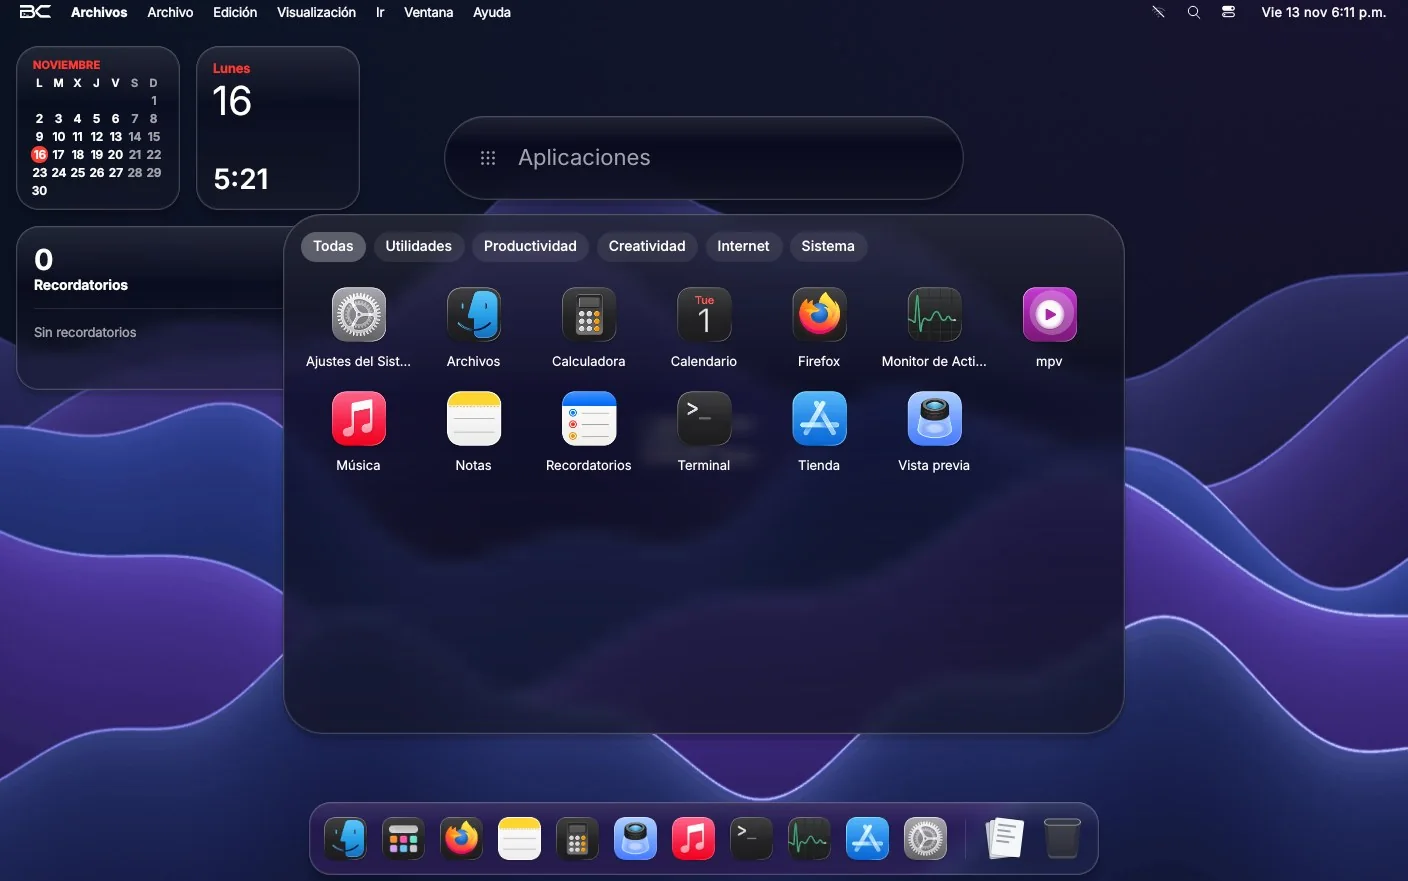 BC Archivos Archivo Edición Visualización Ir Ventana Ayuda Vie 13 nov 6:11 p.m.
NOVIEMBRE
L M X J V S D
1
2 3 4 5 6 7 8
9 10 11 12 13 14 15
16 17 18 19 20 21 22
23 24 25 26 27 28 29
30
Lunes
16
5:21
Aplicaciones
0
Recordatorios
Sin recordatorios
Todas Utilidades Productividad Creatividad Internet Sistema
Tue
1
Ajustes del Sist... Archivos Calculadora Calendario Firefox Monitor de Acti... mpv
>_
Música Notas Recordatorios Terminal Tienda Vista previa
>_